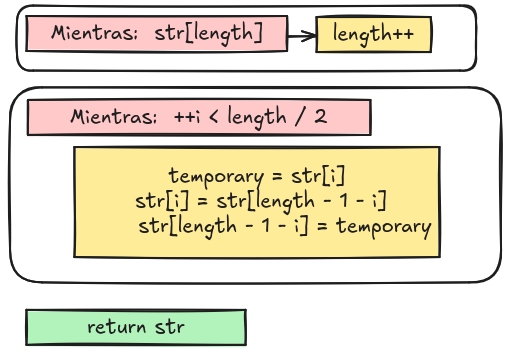 Mientras: str[length]
length++
Mientras: ++i < length / 2
temporary = str[i]
str[i] = str[length - 1 - i]
str[length - 1 - i] = temporary
return str